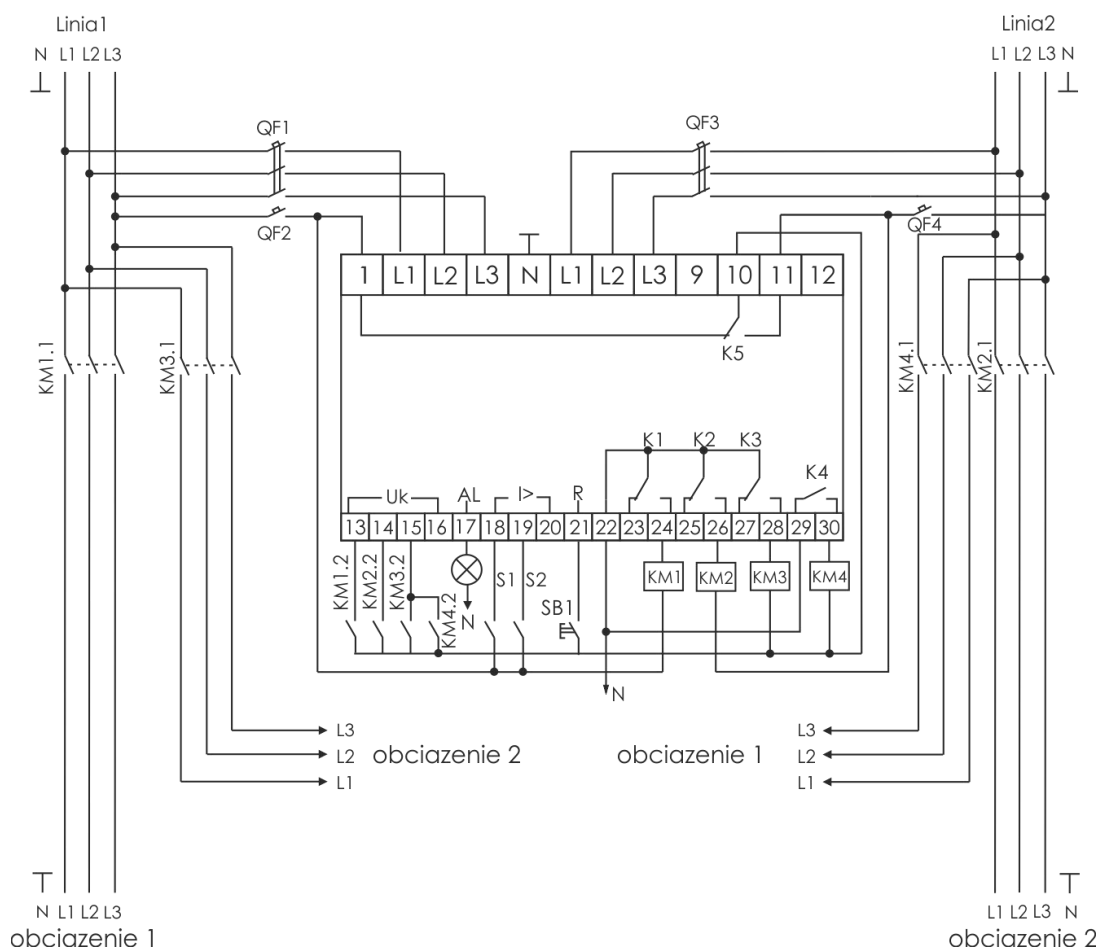 Linia1
Linia2
N L1 L2 L3
L1 L2 L3 N
QF1
QF3
QF2
QF4
1 L1 L2 L3 N L1 L2 L3 9 10 11 12
K5
KM1.1
KM3.1
KM4.1
KM2.1
K1 K2 K3
K4
Uk AL I> R
13 14 15 16 17 18 19 20 21 22 23 24 25 26 27 28 29 30
KM1.2
KM2.2
KM3.2
KM4.2
N
S1
S2
SB1
KM1
KM2
KM3
KM4
N
L3
L2
L1
obciazenie 2
obciazenie 1
L3
L2
L1
N L1 L2 L3
obciazenie 1
L1 L2 L3 N
obciazenie 2